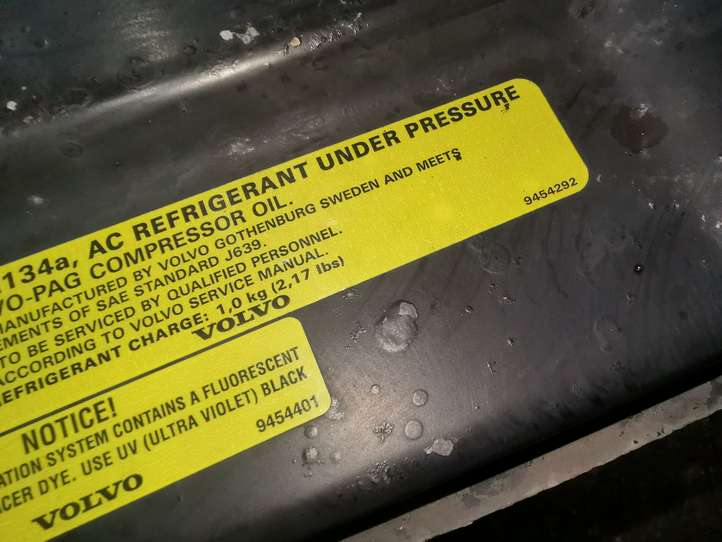 134a, AC REFRIGERANT UNDER PRESSURE
VO-PAG COMPRESSOR OIL.
MANUFACTURED BY VOLVO GOTHENBURG SWEDEN AND MEETS
EMENTS OF SAE STANDARD J639.
TO BE SERVICED BY QUALIFIED PERSONNEL.
ACCORDING TO VOLVO SERVICE MANUAL.
EFRIGERANT CHARGE: 1,0 kg (2,17 lbs)
VOLVO
9454292
NOTICE!
ATION SYSTEM CONTAINS A FLUORESCENT
ACER DYE. USE UV (ULTRA VIOLET) BLACK
9454401
VOLVO